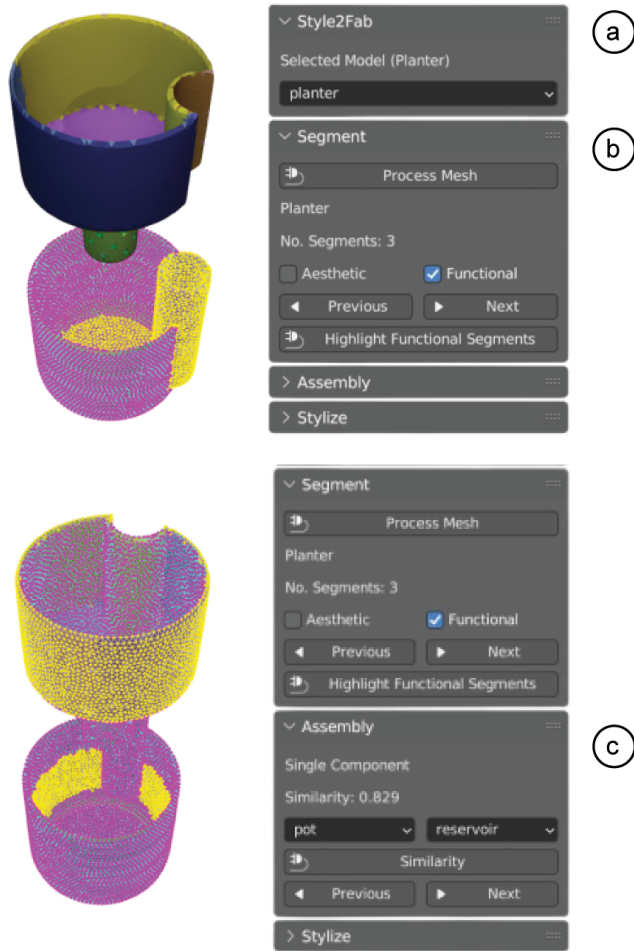 Style2Fab
a
Selected Model (Planter)
planter
Segment
b
Process Mesh
Planter
No. Segments: 3
Aesthetic Functional
Previous Next
Highlight Functional Segments
Assembly
Stylize
Segment
Process Mesh
Planter
No. Segments: 3
Aesthetic Functional
Previous Next
Highlight Functional Segments
Assembly
c
Single Component
Similarity: 0.829
pot reservoir
Similarity
Previous Next
Stylize